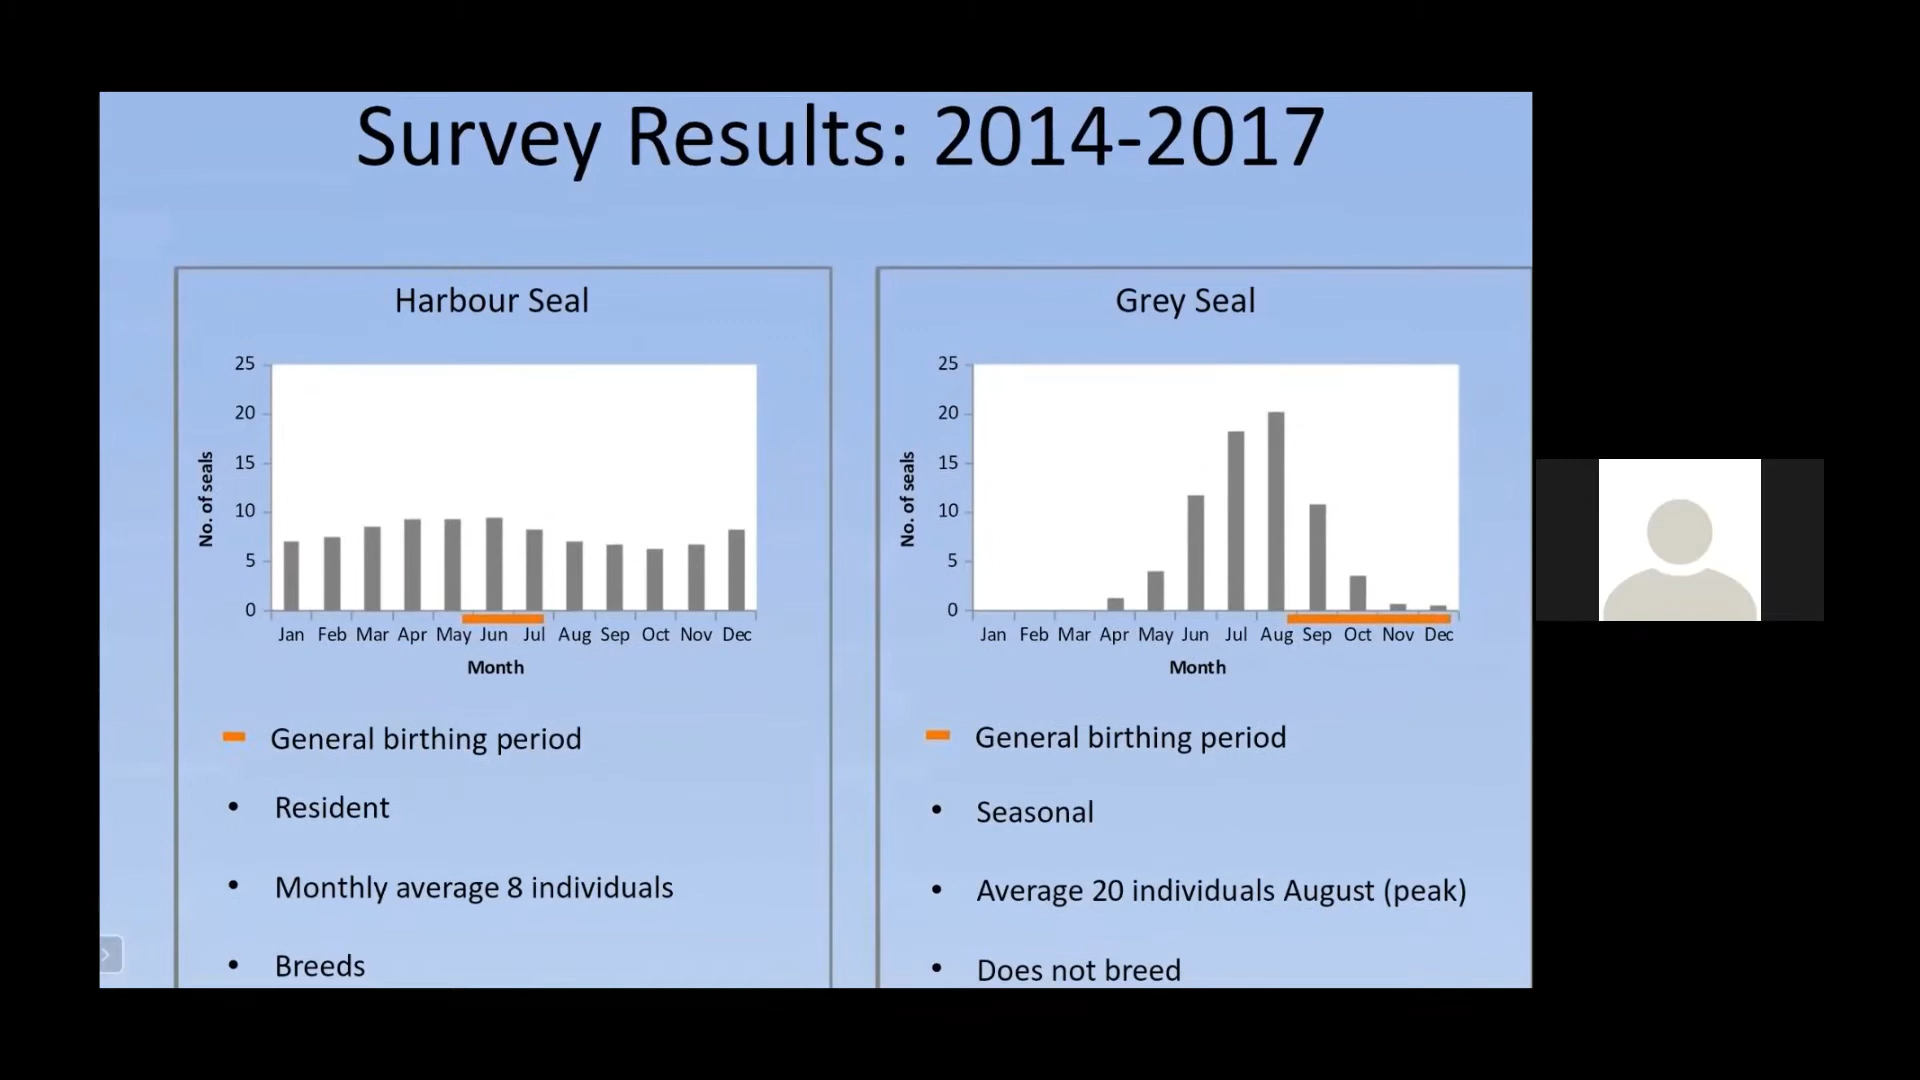 Survey Results: 2014-2017
Harbour Seal
25
20
15
10
5
0
No. of seals
Jan Feb Mar Apr May Jun Jul Aug Sep Oct Nov Dec
Month
General birthing period
• Resident
• Monthly average 8 individuals
• Breeds
Grey Seal
25
20
15
10
5
0
No. of seals
Jan Feb Mar Apr May Jun Jul Aug Sep Oct Nov Dec
Month
General birthing period
• Seasonal
• Average 20 individuals August (peak)
• Does not breed